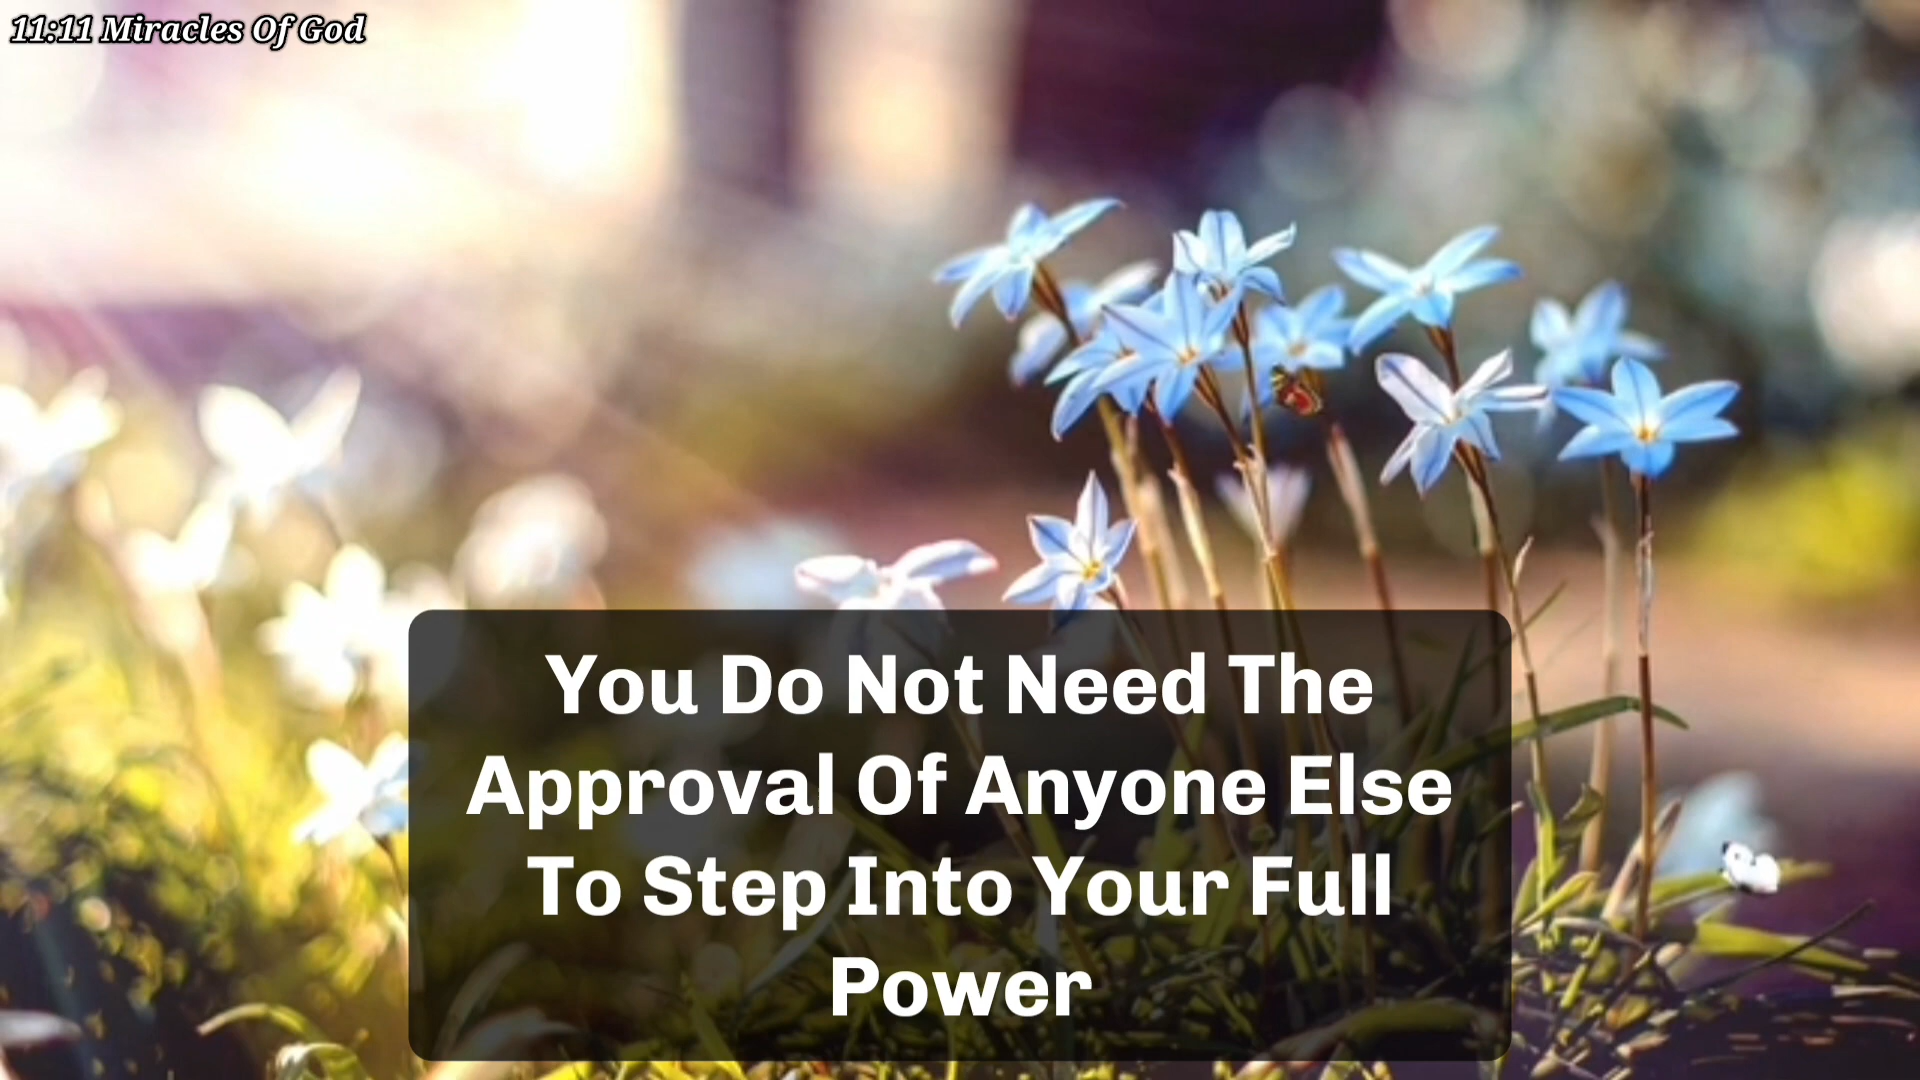 11:11 Miracles Of God
You Do Not Need The
Approval Of Anyone Else
To Step Into Your Full
Power